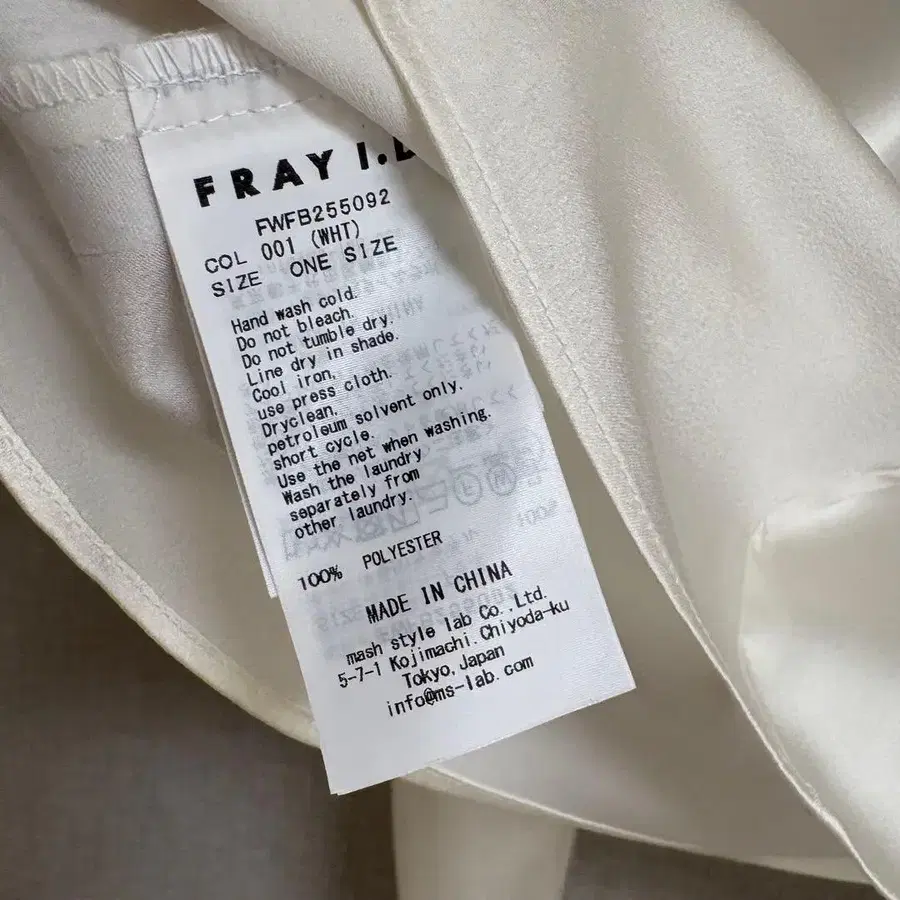 FRAY I.D
FWFB255092
COL 001 (WHT)
SIZE ONE SIZE
Hand wash cold.
Do not bleach.
Do not tumble dry.
Line dry in shade.
Cool iron,
use press cloth.
Dryclean,
petroleum solvent only.
short cycle.
Use the net when washing.
Wash the laundry
separately from
other laundry.
100% POLYESTER
MADE IN CHINA
mash style lab Co.,Ltd.
5-7-1 Kojimachi.Chiyoda-ku
Tokyo,Japan
info@ms-lab.com